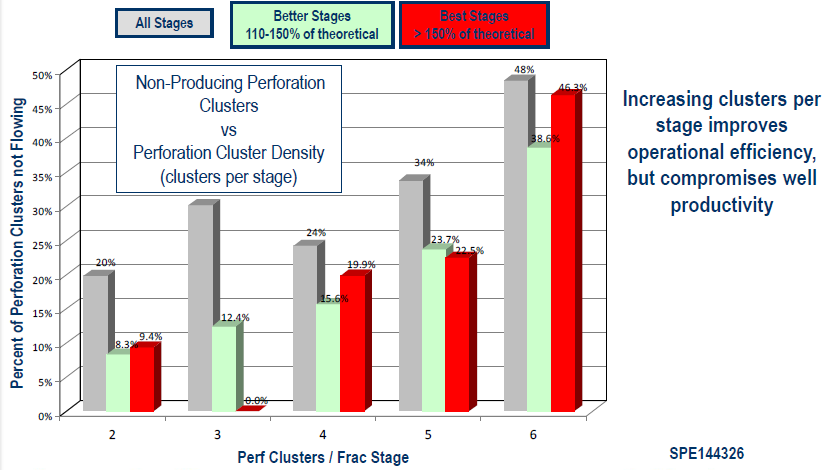 All Stages
Better Stages
110-150% of theoretical
Best Stages
> 150% of theoretical
Non-Producing Perforation
Clusters
vs
Perforation Cluster Density
(clusters per stage)
Increasing clusters per
stage improves
operational efficiency,
but compromises well
productivity
Percent of Perforation Clusters not Flowing
50%
45%
40%
35%
30%
25%
20%
15%
10%
5%
0%
20%
8.3%
9.4%
12.4%
0.0%
24%
15.6%
19.9%
34%
23.7%
22.5%
48%
38.6%
46.3%
2
3
4
5
6
Perf Clusters / Frac Stage
SPE144326